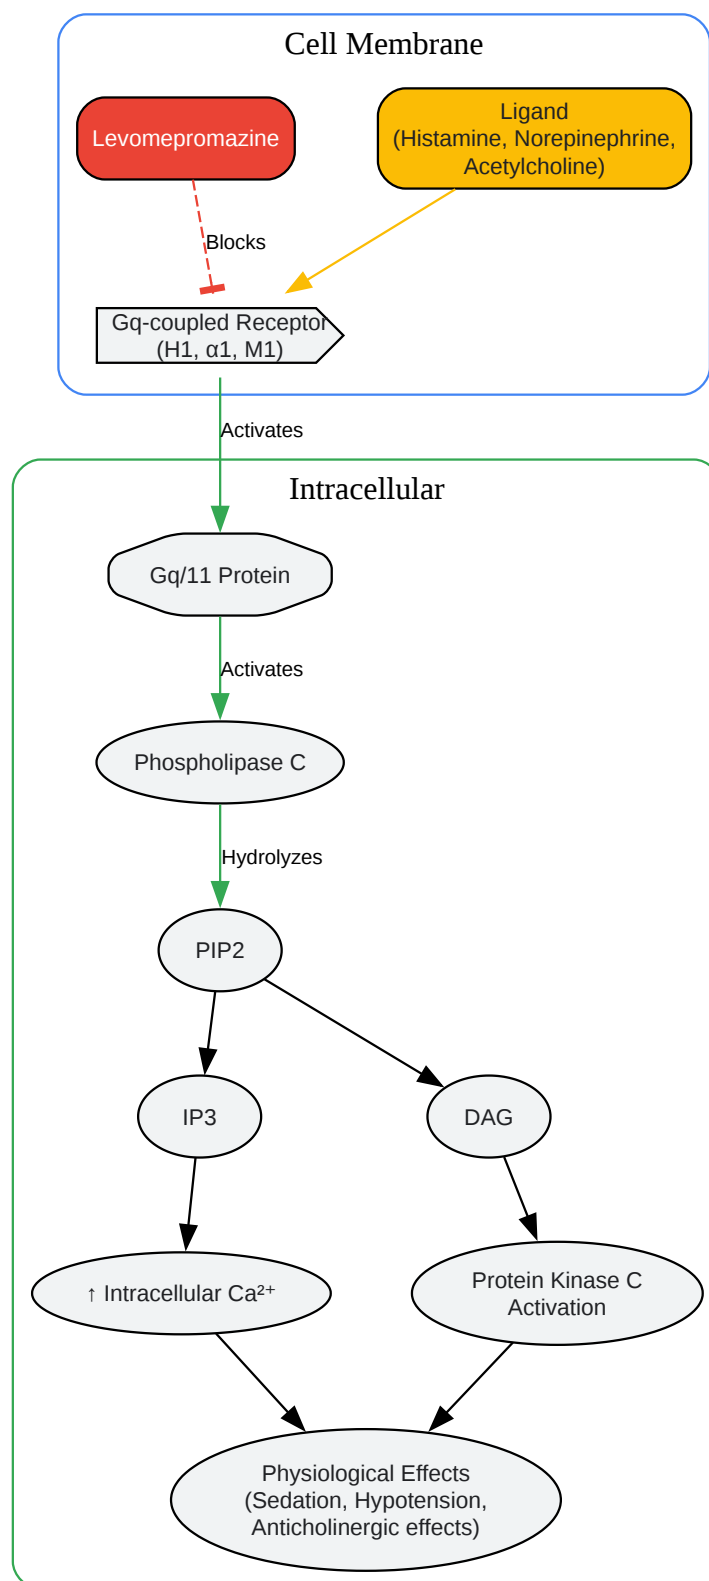 Cell Membrane
Levomepromazine
Ligand
(Histamine, Norepinephrine,
Acetylcholine)
Blocks
Gq-coupled Receptor
(H1, α1, M1)
Activates
Intracellular
Gq/11 Protein
Activates
Phospholipase C
Hydrolyzes
PIP2
IP3
DAG
↑ Intracellular Ca²⁺
Protein Kinase C
Activation
Physiological Effects
(Sedation, Hypotension,
Anticholinergic effects)